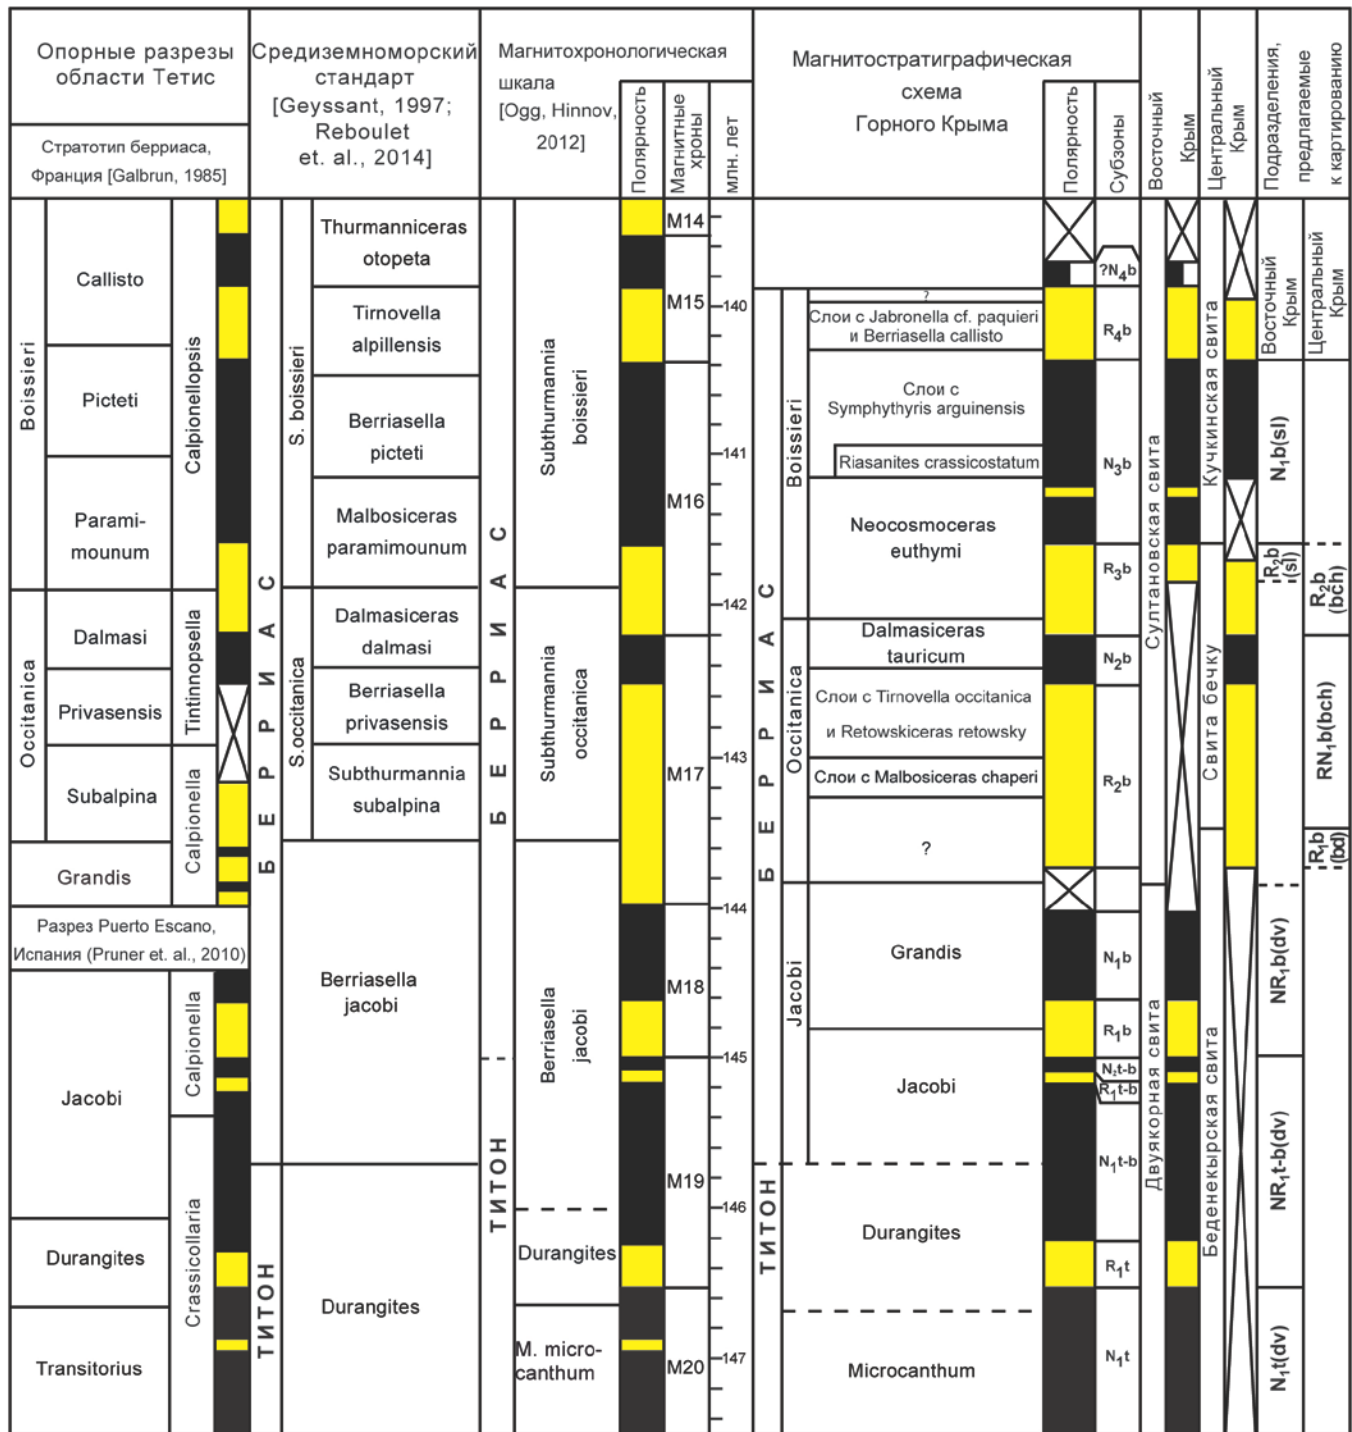 Опорные разрезы
области Тетис
Стратотип берриаса,
Франция [Galbrun, 1985]
Средиземноморский
стандарт
[Geyssant, 1997;
Reboulet
et. al., 2014]
Магнитохронологическая
шкала
[Ogg, Hinnov,
2012]
Полярность
Магнитные
хроны
млн. лет
Магнитостратиграфическая
схема
Горного Крыма
Полярность
Субзоны
Восточный
Крым
Центральный
Крым
Подразделения,
предлагаемые
к картированию
Восточный
Крым
Центральный
Крым
Boissieri
Callisto
Picteti
Parami-
mounum
Calpionellopsis
Occitanica
Dalmasi
Privasensis
Subalpina
Tintinnopsella
Calpionella
Grandis
Разрез Puerto Escano,
Испания (Pruner et. al., 2010)
Jacobi
Calpionella
Durangites
Crassicollaria
Transitorius
БЕРРИАС
ТИТОН
S. boissieri
Thurmanniceras
otopeta
Tirnovella
alpillensis
Berriasella
picteti
Malbosiceras
paramimounum
S.occitanica
Dalmasiceras
dalmasi
Berriasella
privasensis
Subthurmannia
subalpina
Berriasella
jacobi
Durangites
БЕРРИАС
ТИТОН
Subthurmannia
boissieri
Subthurmannia
occitanica
Berriasella
jacobi
Durangites
M. micro-
canthum
M14
M15
M16
M17
M18
M19
M20
140
141
142
143
144
145
146
147
БЕРРИАС
ТИТОН
Boissieri
?
Слои с Jabronella cf. paquieri
и Berriasella callisto
Слои с
Symphythyris arguinensis
Riasanites crassicostatum
Neocosmoceras
euthymi
Occitanica
Dalmasiceras
tauricum
Слои с Tirnovella occitanica
и Retowskiceras retowsky
Слои с Malbosiceras chaperi
?
Jacobi
Grandis
Jacobi
Durangites
Microcanthum
?N₄b
R₄b
N₃b
R₃b
N₂b
R₂b
N₁b
R₁b
N₂t-b
R₁t-b
N₁t-b
R₁t
N₁t
Султановская свита
Двуякорная свита
Кучкинская свита
Свита бечку
Беденекырская свита
N₁b(sl)
R₂b
(sl)
NR₁b(dv)
NR₁t-b(dv)
N₁t(dv)
R₂b
(bch)
RN₁b(bch)
R₁b
(bd)